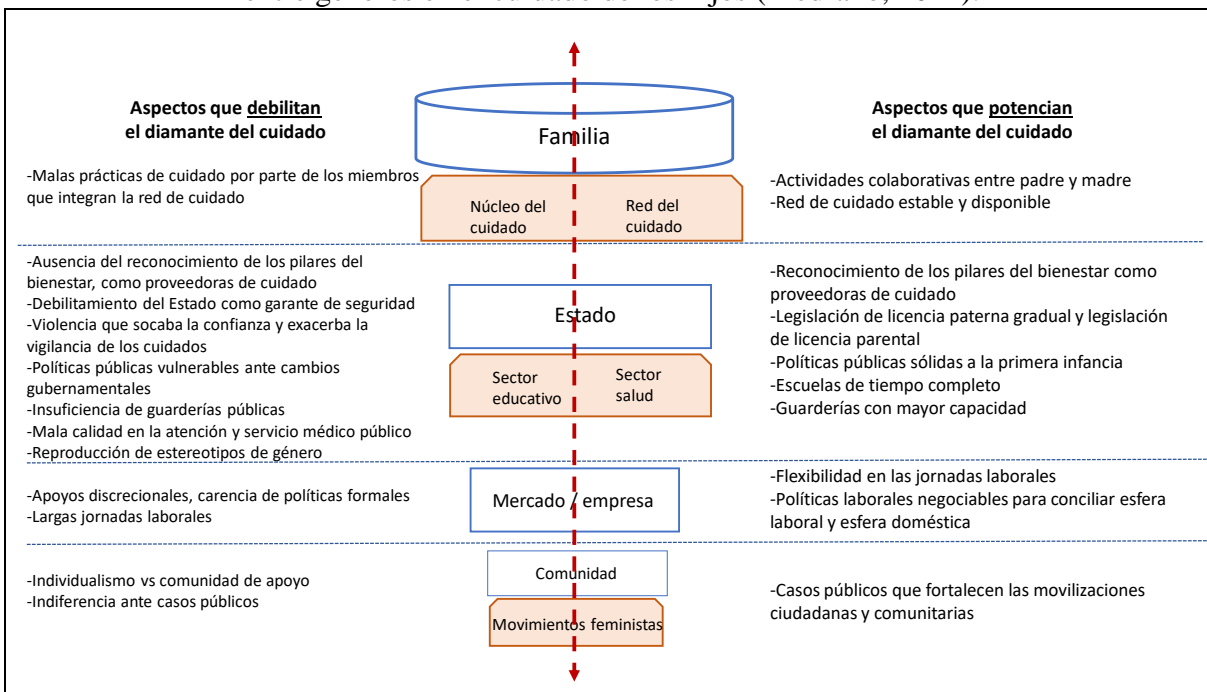 Aspectos que debilitan
el diamante del cuidado
Familia
Aspectos que potencian
el diamante del cuidado
-Malas prácticas de cuidado por parte de los miembros
que integran la red de cuidado
Núcleo del
cuidado
Red del
cuidado
-Actividades colaborativas entre padre y madre
-Red de cuidado estable y disponible
-Ausencia del reconocimiento de los pilares del
bienestar, como proveedoras de cuidado
-Debilitamiento del Estado como garante de seguridad
-Violencia que socaba la confianza y exacerba la
vigilancia de los cuidados
-Políticas públicas vulnerables ante cambios
gubernamentales
-Insuficiencia de guarderías públicas
-Mala calidad en la atención y servicio médico público
-Reproducción de estereotipos de género
Estado
Sector
educativo
Sector
salud
-Reconocimiento de los pilares del bienestar como
proveedoras de cuidado
-Legislación de licencia paterna gradual y legislación
de licencia parental
-Políticas públicas sólidas a la primera infancia
-Escuelas de tiempo completo
-Guarderías con mayor capacidad
-Apoyos discrecionales, carencia de políticas formales
-Largas jornadas laborales
Mercado / empresa
-Flexibilidad en las jornadas laborales
-Políticas laborales negociables para conciliar esfera
laboral y esfera doméstica
-Individualismo vs comunidad de apoyo
-Indiferencia ante casos públicos
Comunidad
Movimientos feministas
-Casos públicos que fortalecen las movilizaciones
ciudadanas y comunitarias